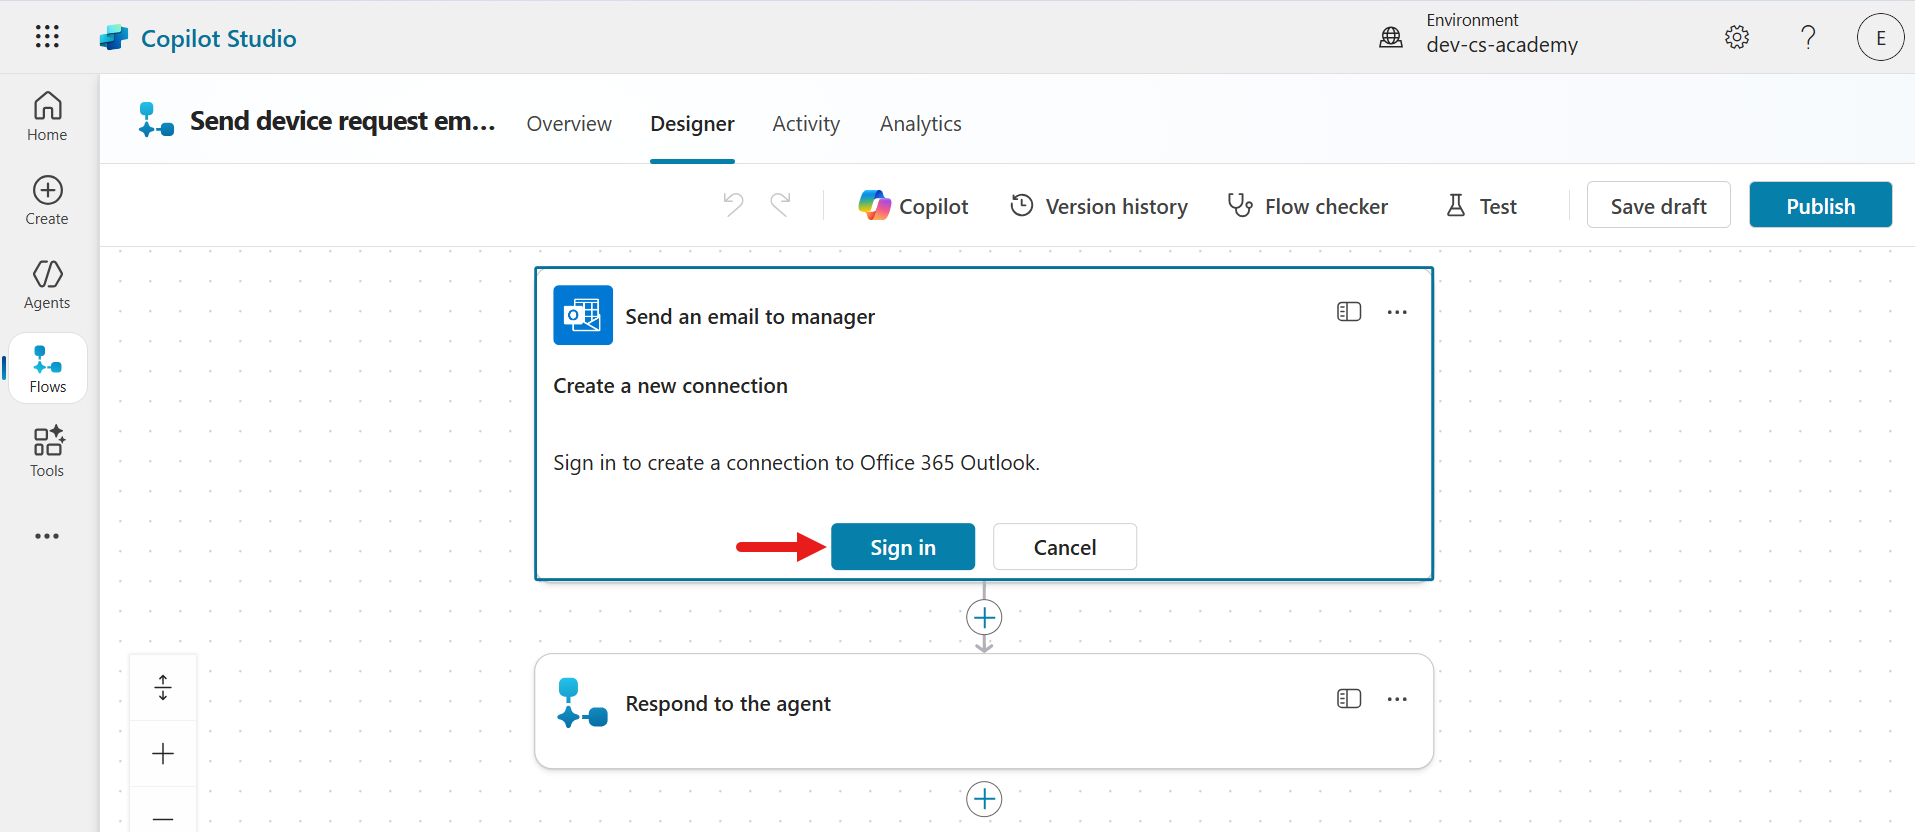 Copilot Studio
Environment
dev-cs-academy
E
Home
Create
Agents
Flows
Tools
Send device request em...
Overview
Designer
Activity
Analytics
Copilot
Version history
Flow checker
Test
Save draft
Publish
Send an email to manager
Create a new connection
Sign in to create a connection to Office 365 Outlook.
Sign in
Cancel
Respond to the agent